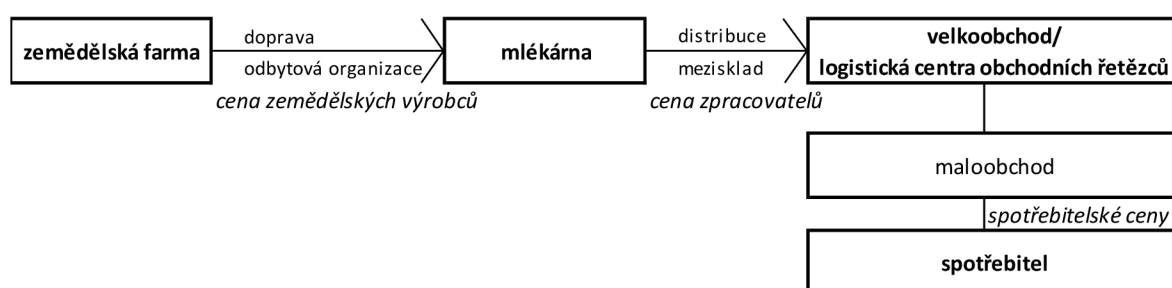 zemědělská farma
doprava
odbytová organizace
cena zemědělských výrobců
mlékárna
distribuce
mezisklad
cena zpracovatelů
velkoobchod/
logistická centra obchodních řetězců
maloobchod
spotřebitelské ceny
spotřebitel